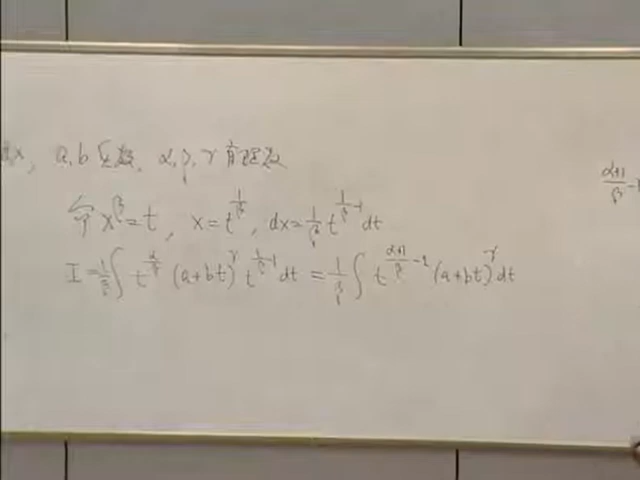 dx, a,b 实数, α,β,γ 有理数
令 x^β=t, x=t^{1/β}, dx=1/β t^{1/β-1} dt
I=1/β∫ t^{α/β} (a+bt)^γ t^{1/β-1} dt = 1/β ∫ t^{(α+1)/β-1} (a+bt)^γ dt
(α+1)/β-1